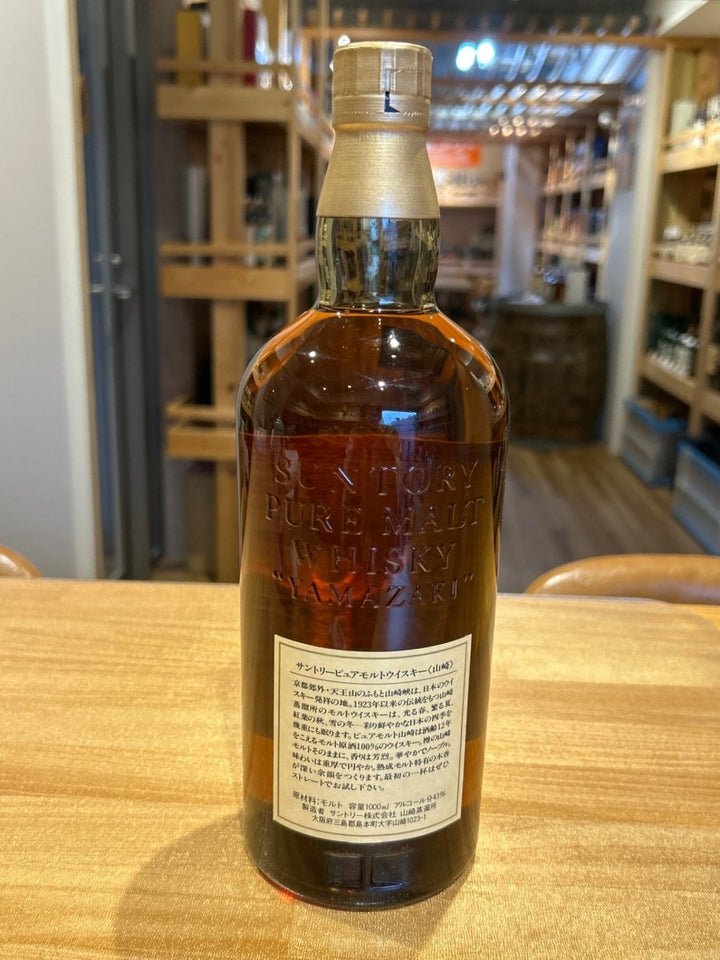 SUNTORY
PURE MALT
WHISKY
"YAMAZAKI"
サントリーピュアモルトウイスキー〈山崎〉
京都郊外・天王山のふもと山崎峡は、日本のウイ
スキー発祥の地。1923年以来の伝統をもつ山崎
蒸溜所のモルトウイスキーは、光る春、繁る夏、
紅葉の秋、雪の冬―彩り鮮やかな日本の四季を
幾重にも彫ります。ピュアモルト山崎は酒齢12年
をこえるモルト原酒100%のウイスキー。樽の山崎
モルトそのままに、香りは芳烈。華やかでノーブル。
味わいは重厚で円やか。熟成モルト特有の木香
が深い余韻をつくります。最初の一杯はぜひ
ストレートでお試し下さい。
原材料:モルト 容量1000ml アルコール分43%
製造者 サントリー株式会社 山崎蒸溜所
大阪府三島郡島本町大字山崎1023-1